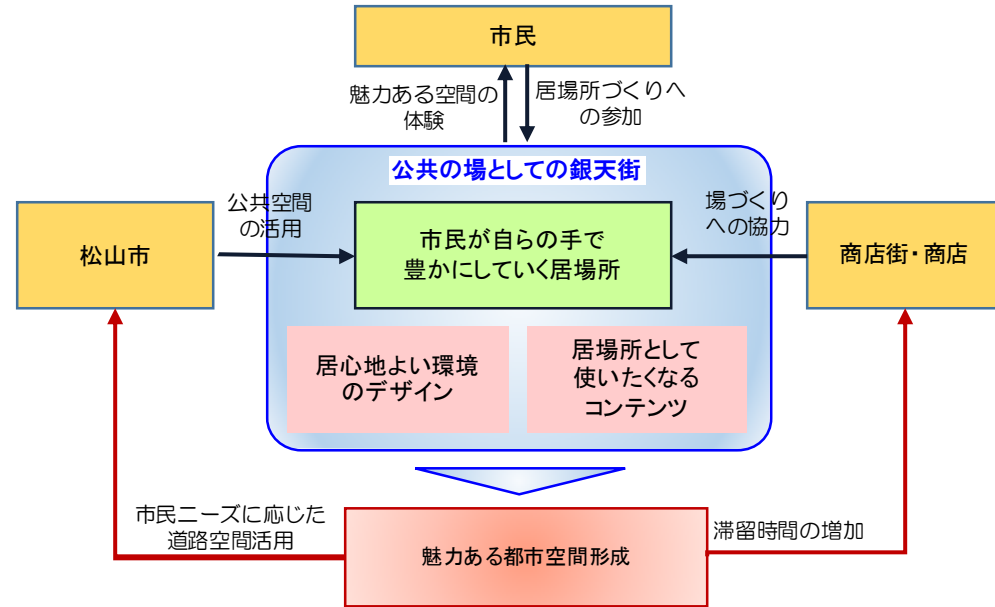 市民
魅力ある空間の
体験
居場所づくりへ
の参加
公共の場としての銀天街
公共空間
の活用
場づくり
への協力
松山市
市民が自らの手で
豊かにしていく居場所
商店街・商店
居心地よい環境
のデザイン
居場所として
使いたくなる
コンテンツ
市民ニーズに応じた
道路空間活用
魅力ある都市空間形成
滞留時間の増加